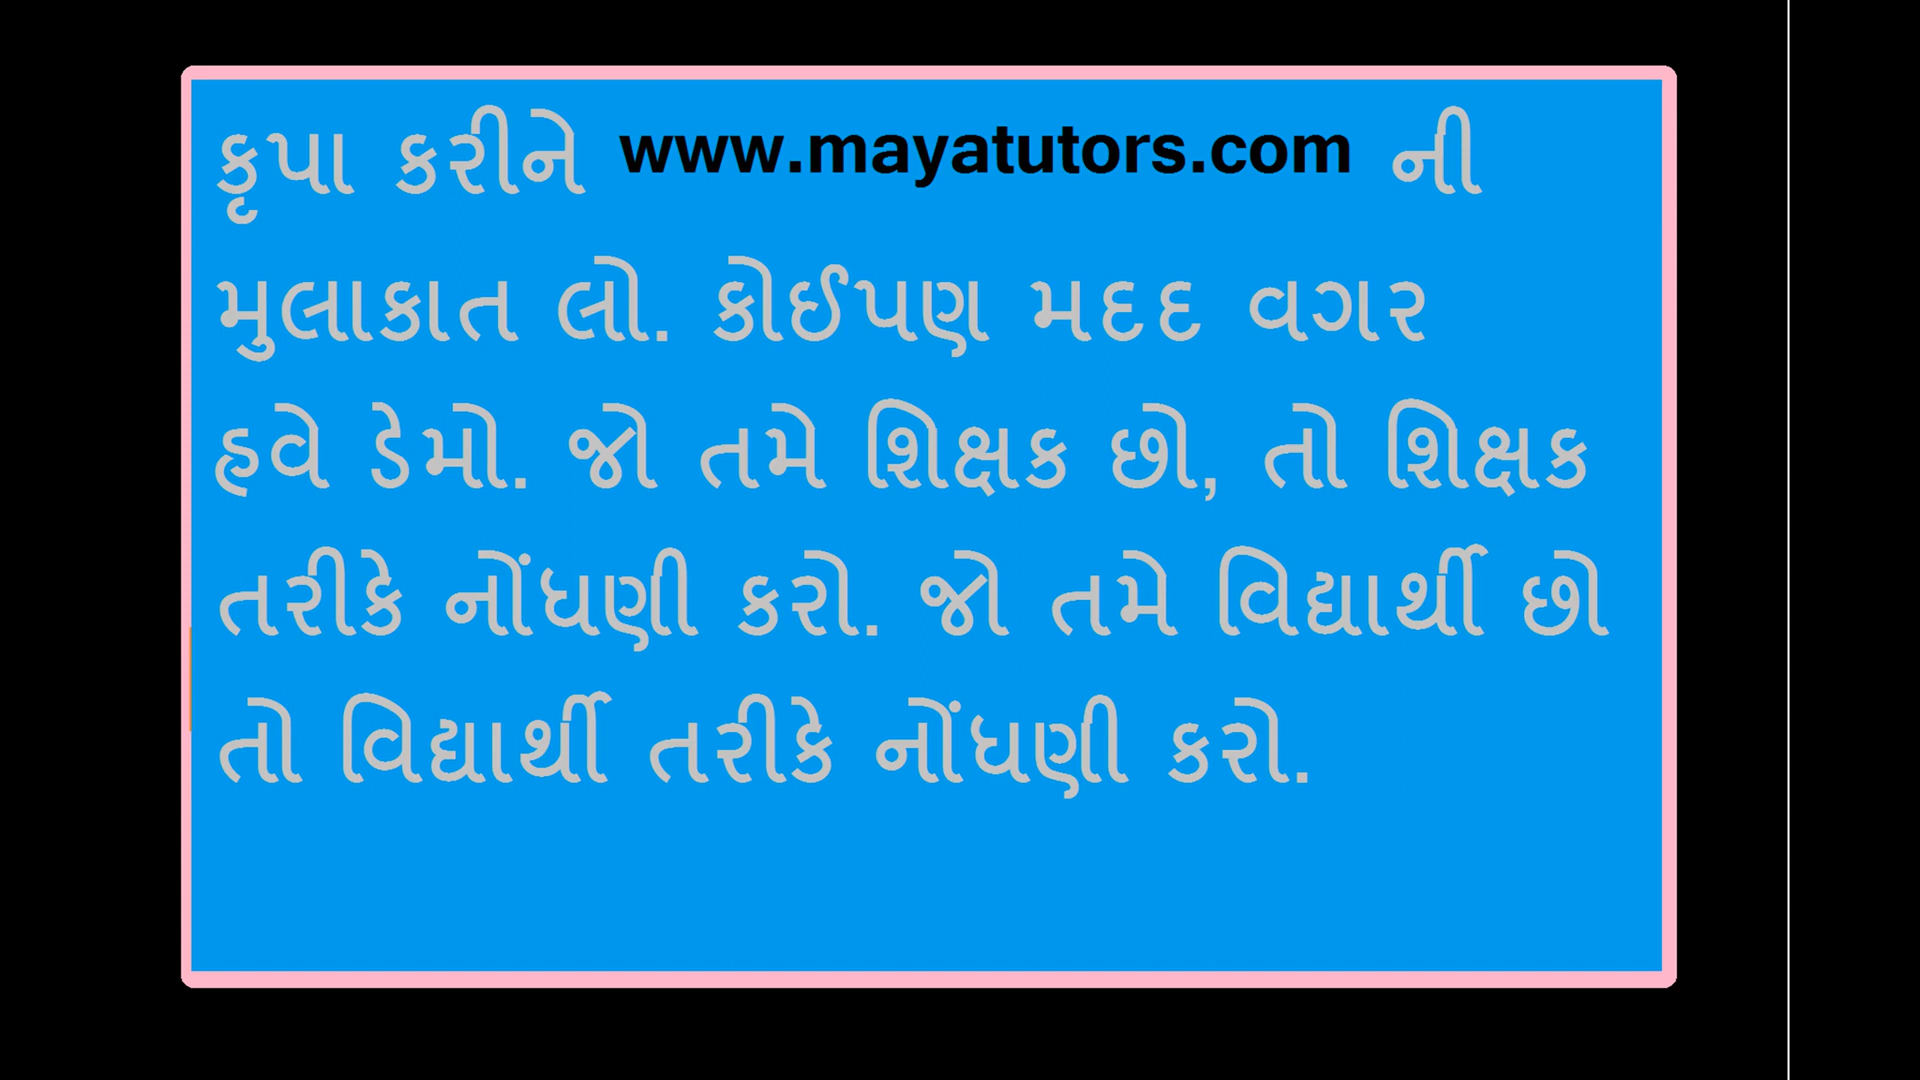 કૃપા કરીને www.mayatutors.com ની
મુલાકાત લો. કોઈપણ મદદ વગર
હવે ડેમો. જો તમે શિક્ષક છો, તો શિક્ષક
તરીકે નોંધણી કરો. જો તમે વિદ્યાર્થી છો
તો વિદ્યાર્થી તરીકે નોંધણી કરો.